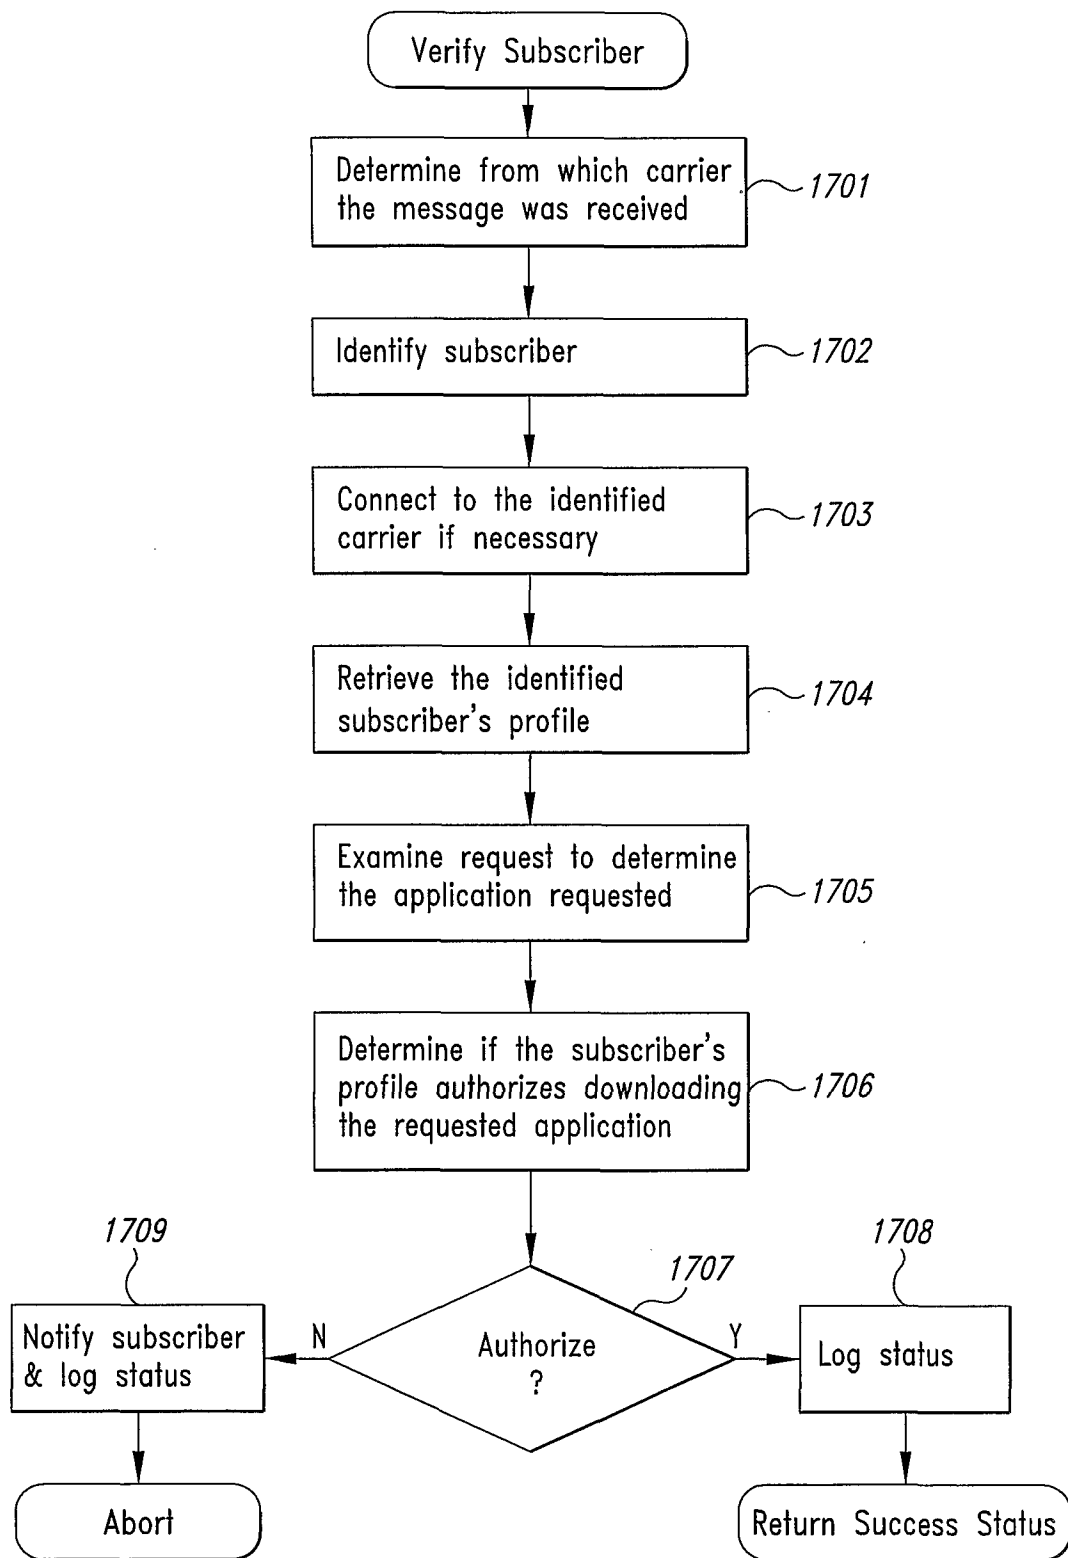 Verify Subscriber
Determine from which carrier
the message was received
1701
Identify subscriber
1702
Connect to the identified
carrier if necessary
1703
Retrieve the identified
subscriber's profile
1704
Examine request to determine
the application requested
1705
Determine if the subscriber's
profile authorizes downloading
the requested application
1706
1709
1707
1708
Notify subscriber
& log status
N
Authorize
?
Y
Log status
Abort
Return Success Status